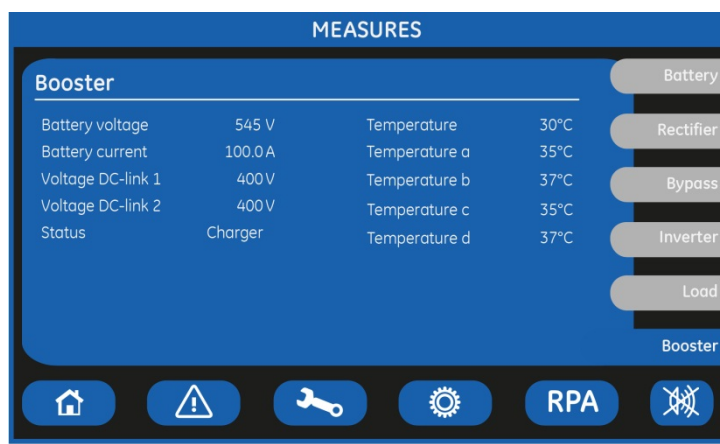 MEASURES
Booster
Battery voltage 545 V Temperature 30°C
Battery current 100.0 A Temperature a 35°C
Voltage DC-link 1 400 V Temperature b 37°C
Voltage DC-link 2 400 V Temperature c 35°C
Status Charger Temperature d 37°C
Battery
Rectifier
Bypass
Inverter
Load
Booster
RPA